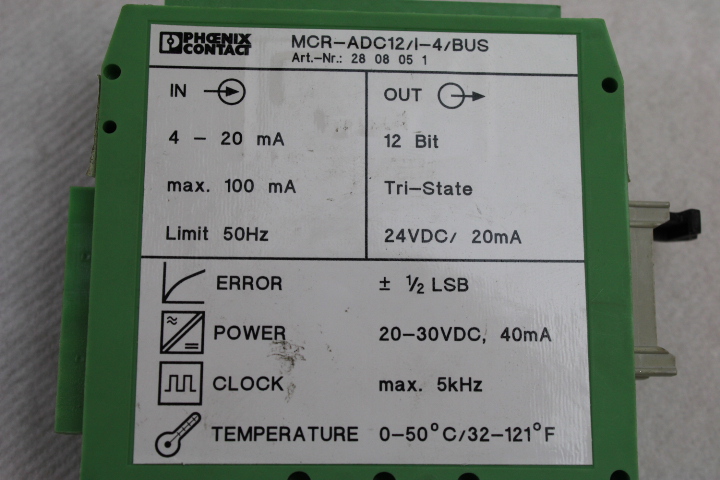 PHŒNIX CONTACT
MCR-ADC12/I-4/BUS
Art.-Nr.: 28 08 05 1
IN
4 - 20 mA
max. 100 mA
Limit 50Hz
OUT
12 Bit
Tri-State
24VDC/ 20mA
ERROR ± ½ LSB
POWER 20-30VDC, 40mA
CLOCK max. 5kHz
TEMPERATURE 0-50°C/32-121°F